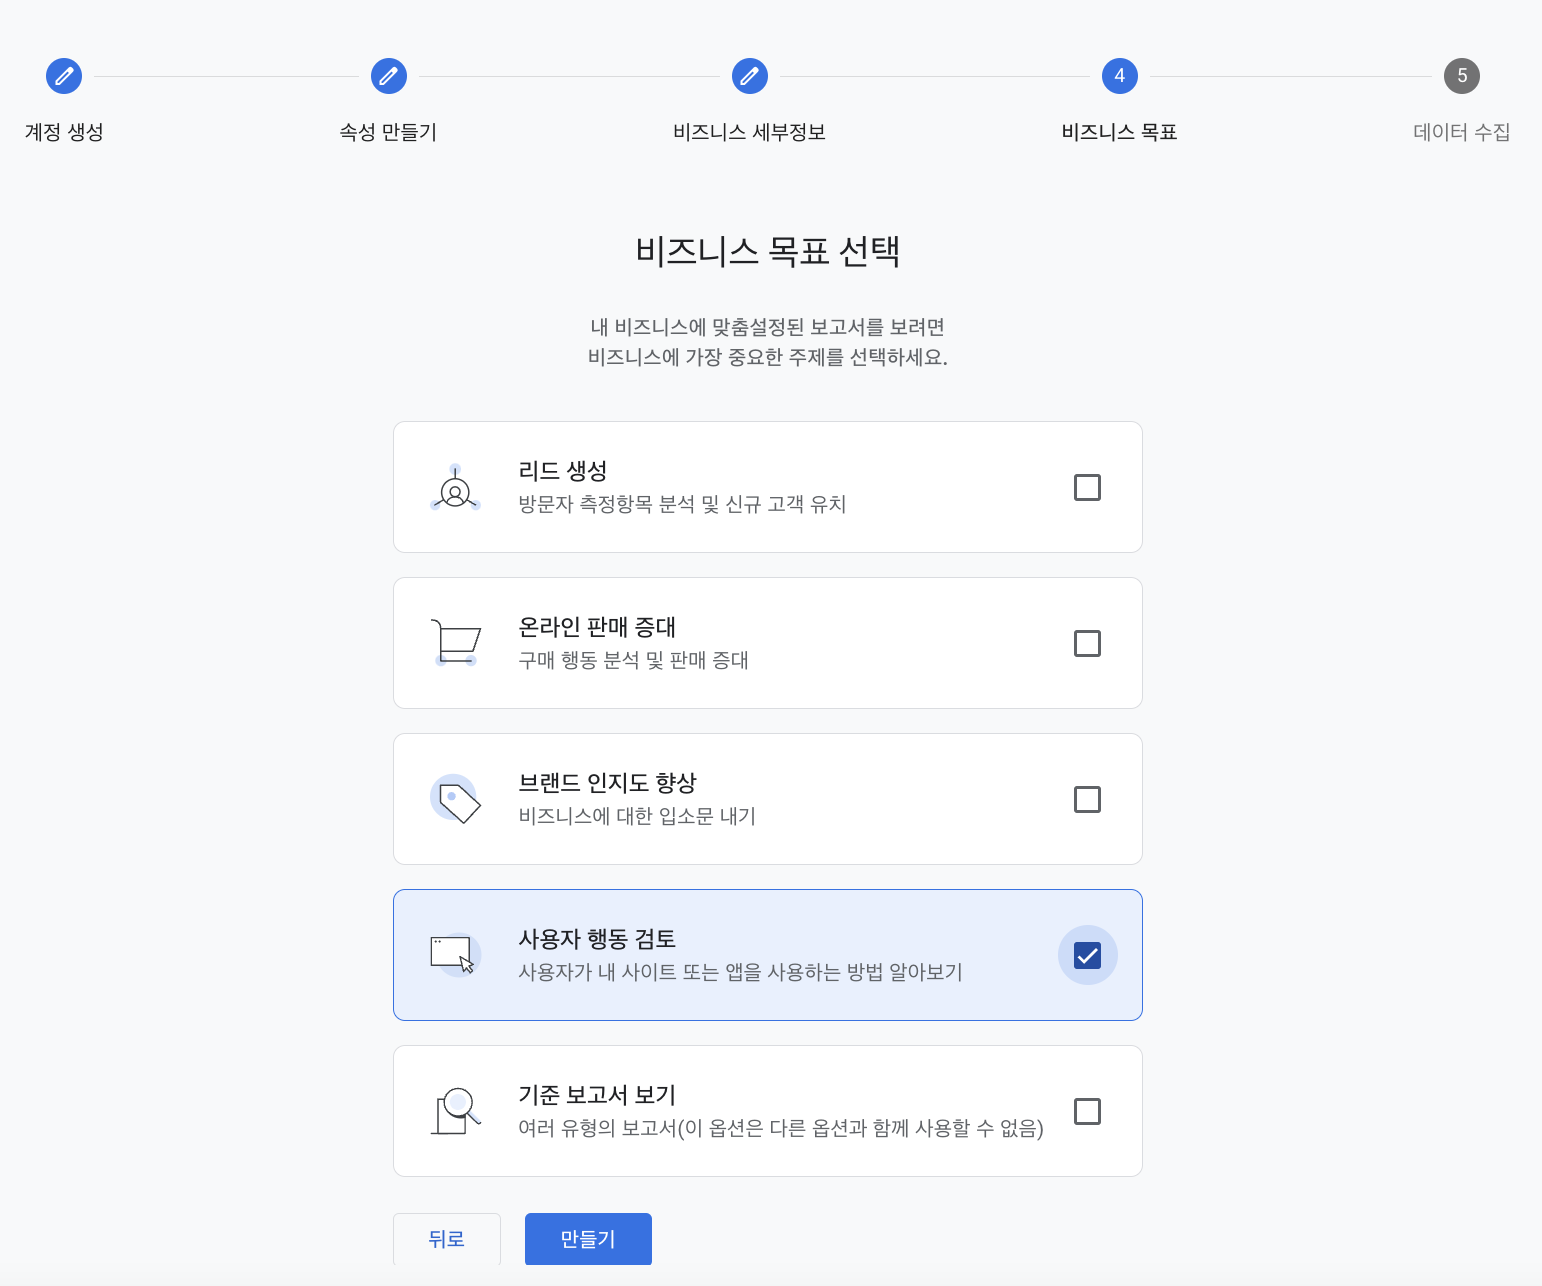 4
5
계정 생성
속성 만들기
비즈니스 세부정보
비즈니스 목표
데이터 수집
비즈니스 목표 선택
내 비즈니스에 맞춤설정된 보고서를 보려면
비즈니스에 가장 중요한 주제를 선택하세요.
리드 생성
방문자 측정항목 분석 및 신규 고객 유치
온라인 판매 증대
구매 행동 분석 및 판매 증대
브랜드 인지도 향상
비즈니스에 대한 입소문 내기
사용자 행동 검토
사용자가 내 사이트 또는 앱을 사용하는 방법 알아보기
기준 보고서 보기
여러 유형의 보고서(이 옵션은 다른 옵션과 함께 사용할 수 없음)
뒤로
만들기